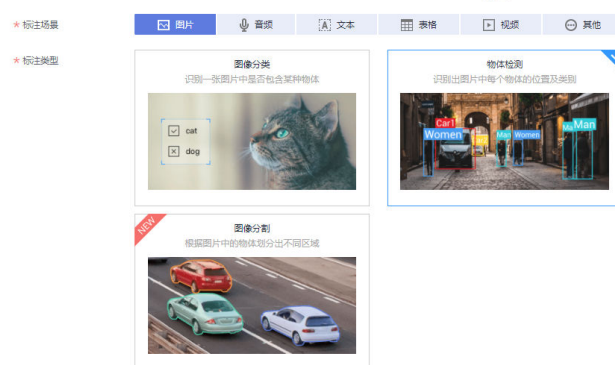 * 标注场景 图片 音频 文本 表格 视频 其他
* 标注类型
图像分类
识别一张图片中是否包含某种物体
cat
dog
物体检测
识别出图片中每个物体的位置及类别
Car1
Women
Man
Women
Ma
Man
NEW
图像分割
根据图片中的物体划分出不同区域